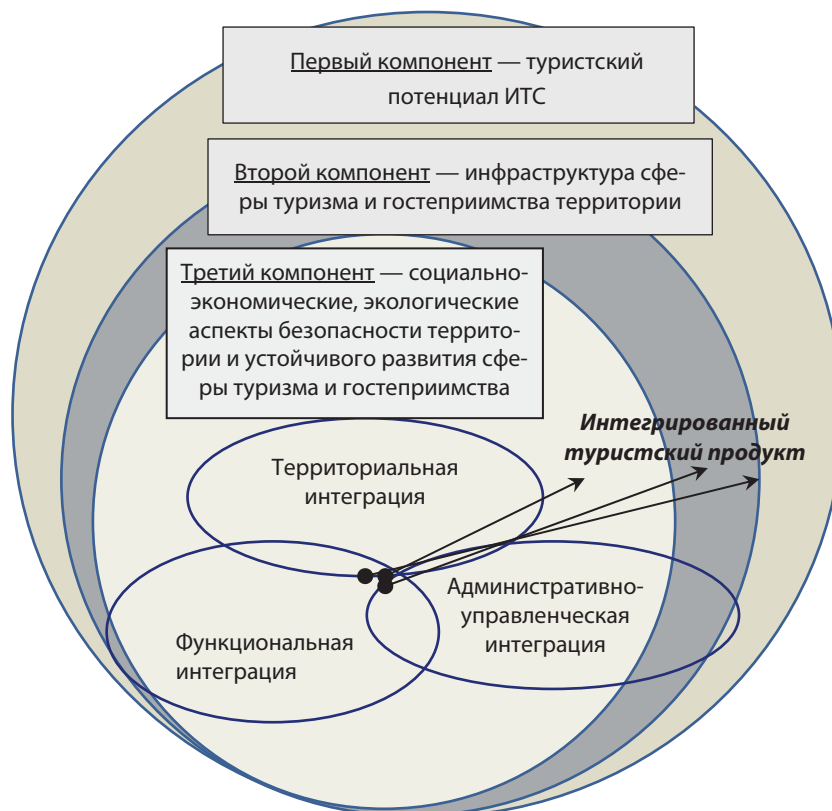 Первый компонент — туристский
потенциал ИТС
Второй компонент — инфраструктура сфе-
ры туризма и гостеприимства территории
Третий компонент — социально-
экономические, экологические
аспекты безопасности террито-
рии и устойчивого развития сфе-
ры туризма и гостеприимства
Интегрированный
туристский продукт
Территориальная
интеграция
Административно-
управленческая
интеграция
Функциональная
интеграция